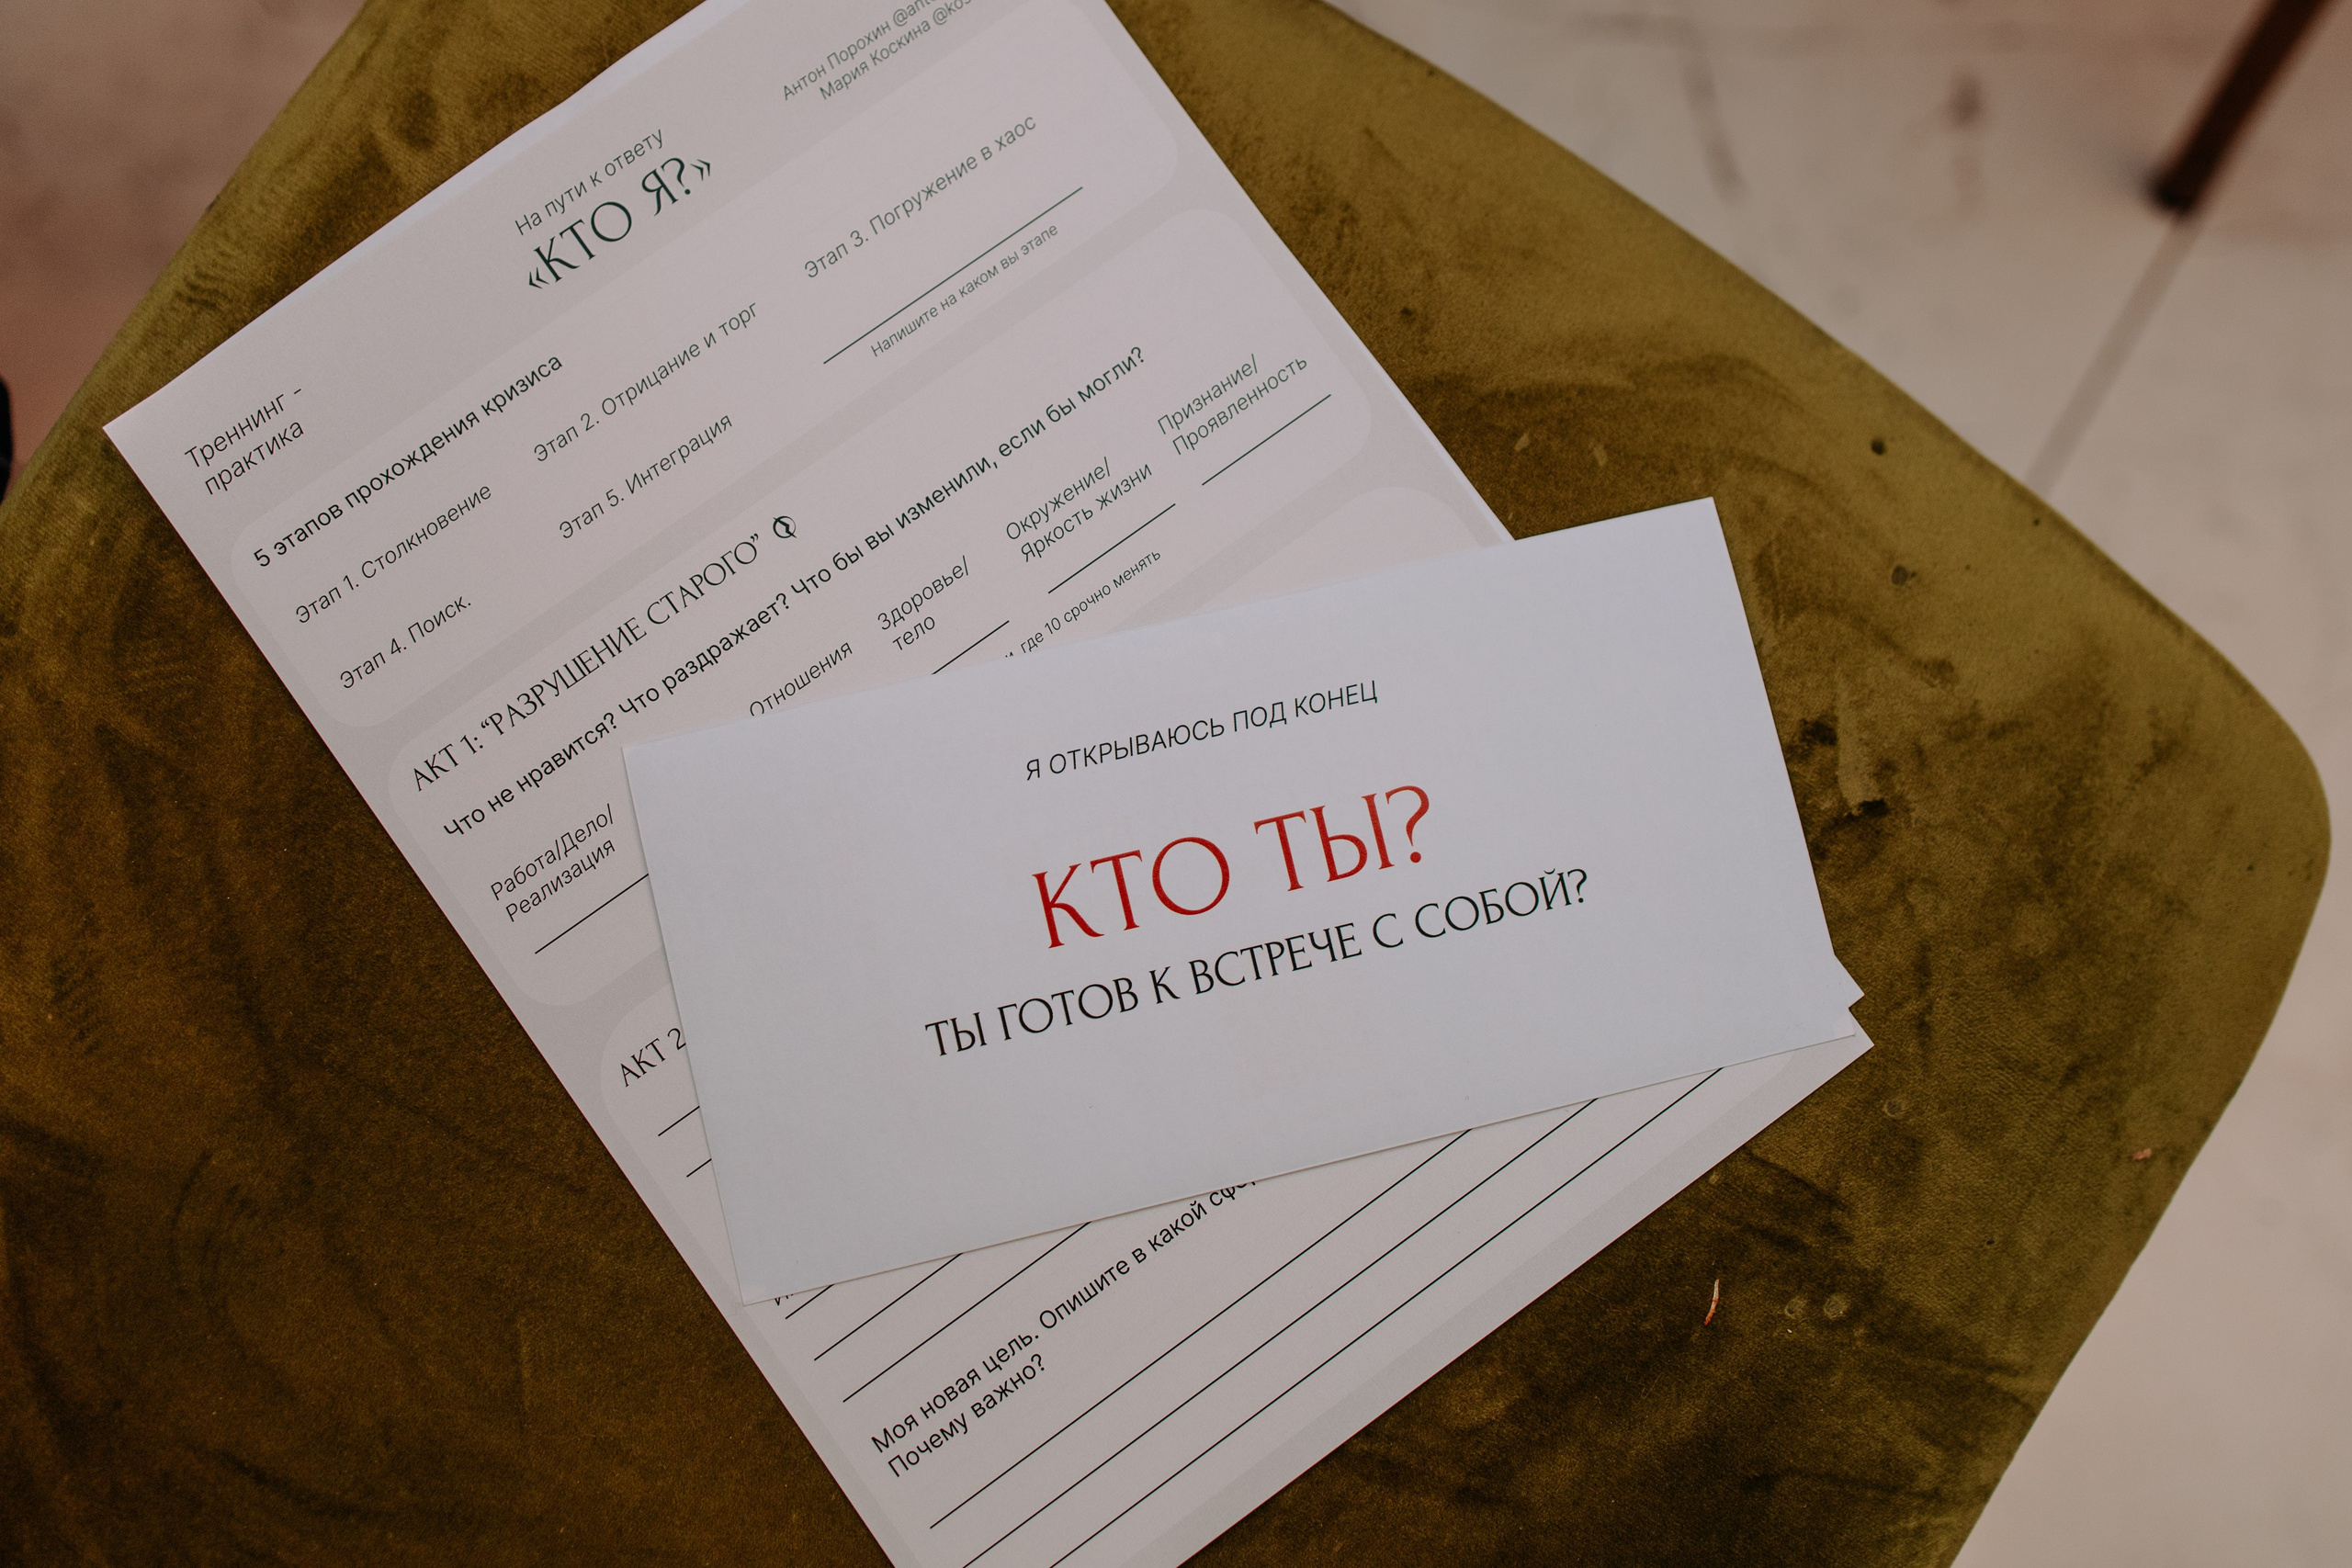 Антон Порохин
Мария Коскина
На пути к ответу
«КТО Я?»
Треннинг -
практика
5 этапов прохождения кризиса
Этап 1. Столкновение
Этап 2. Отрицание и торг
Этап 3. Погружение в хаос
Этап 4. Поиск.
Этап 5. Интеграция
Напишите на каком вы этапе
АКТ 1: “РАЗРУШЕНИЕ СТАРОГО”
Что не нравится? Что раздражает? Что бы вы изменили, если бы могли?
Работа/Дело/
Реализация
Отношения
Здоровье/
тело
Окружение/
Яркость жизни
Признание/
Проявленность
где 10 срочно менять
АКТ 2
Я ОТКРЫВАЮСЬ ПОД КОНЕЦ
КТО ТЫ?
ТЫ ГОТОВ К ВСТРЕЧЕ С СОБОЙ?
Моя новая цель. Опишите в какой
Почему важно?